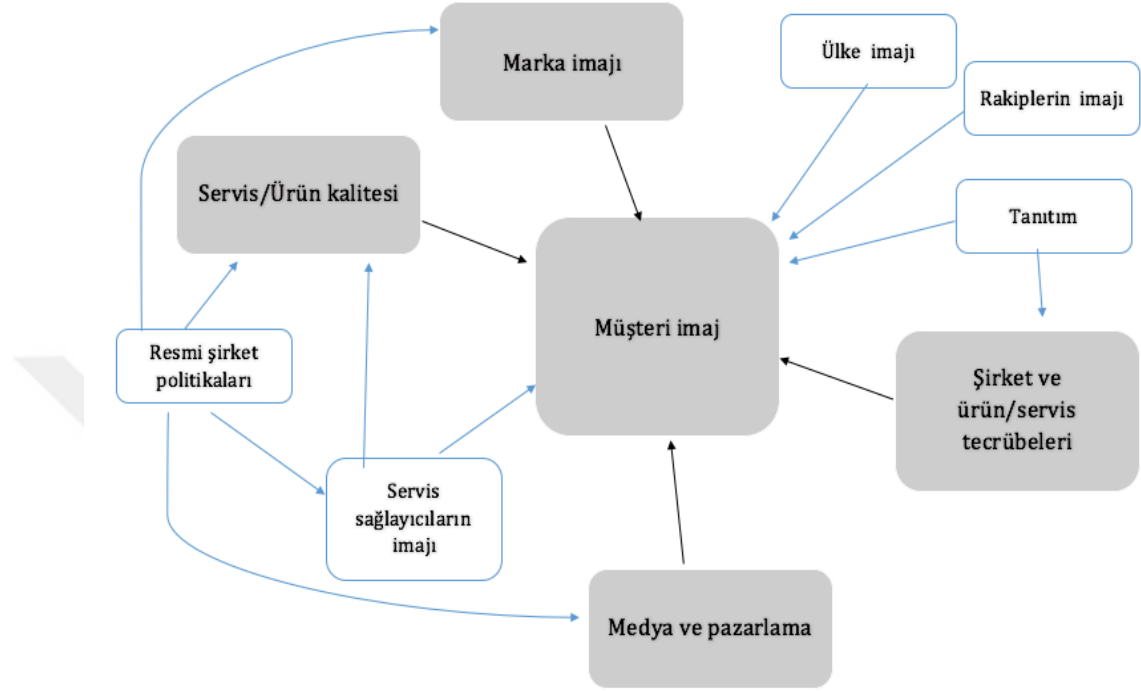 Marka imajı
Ülke imajı
Rakiplerin imajı
Servis/Ürün kalitesi
Tanıtım
Müşteri imaj
Resmi şirket
politikaları
Şirket ve
ürün/servis
tecrübeleri
Servis
sağlayıcıların
imajı
Medya ve pazarlama